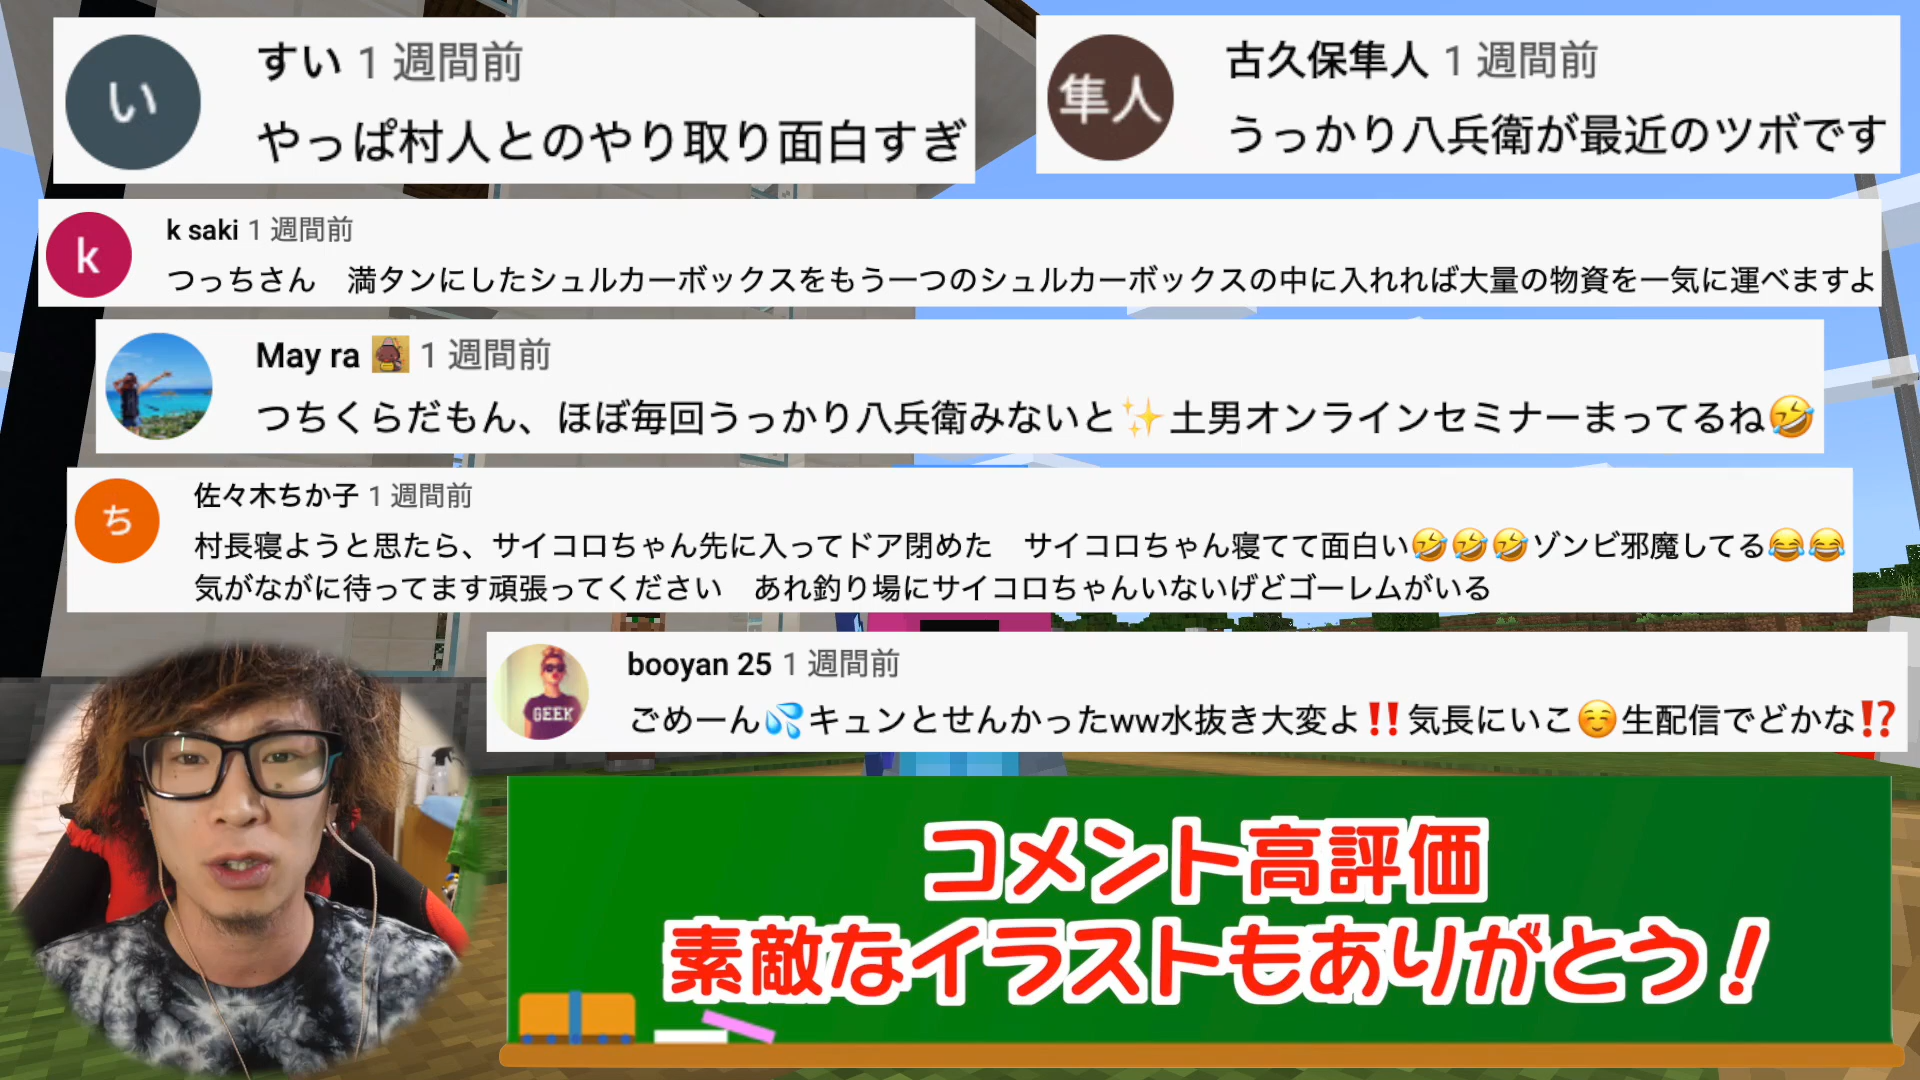 い
すい 1 週間前
やっぱ村人とのやり取り面白すぎ
隼人
古久保隼人 1 週間前
うっかり八兵衛が最近のツボです
k
k saki 1 週間前
つっちさん　満タンにしたシュルカーボックスをもう一つのシュルカーボックスの中に入れれば大量の物資を一気に運べますよ
May ra 1 週間前
つちくらだもん、ほぼ毎回うっかり八兵衛みないと✨土男オンラインセミナーまってるね🤣
ち
佐々木ちか子 1 週間前
村長寝ようと思たら、サイコロちゃん先に入ってドア閉めた　サイコロちゃん寝てて面白い🤣🤣🤣ゾンビ邪魔してる😂😂
気がながに待ってます頑張ってください　あれ釣り場にサイコロちゃんいないげどゴーレムがいる
GEEK
booyan 25 1 週間前
ごめーん💦キュンとせんかったww水抜き大変よ‼️気長にいこ☺️生配信でどかな⁉️
コメント高評価
素敵なイラストもありがとう！